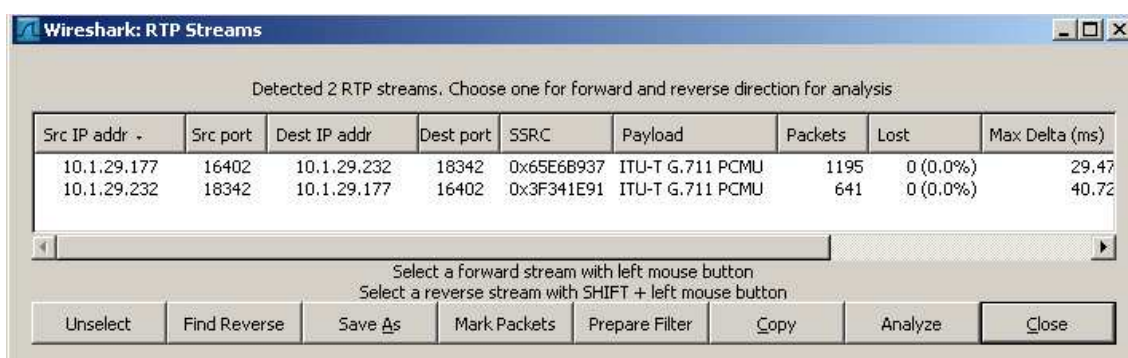 Wireshark: RTP Streams
Detected 2 RTP streams. Choose one for forward and reverse direction for analysis
Src IP addr Src port Dest IP addr Dest port SSRC Payload Packets Lost Max Delta (ms)
10.1.29.177 16402 10.1.29.232 18342 0x65E6B937 ITU-T G.711 PCMU 1195 0 (0.0%) 29.47
10.1.29.232 18342 10.1.29.177 16402 0x3F341E91 ITU-T G.711 PCMU 641 0 (0.0%) 40.72
Select a forward stream with left mouse button
Select a reverse stream with SHIFT + left mouse button
Unselect Find Reverse Save As Mark Packets Prepare Filter Copy Analyze Close